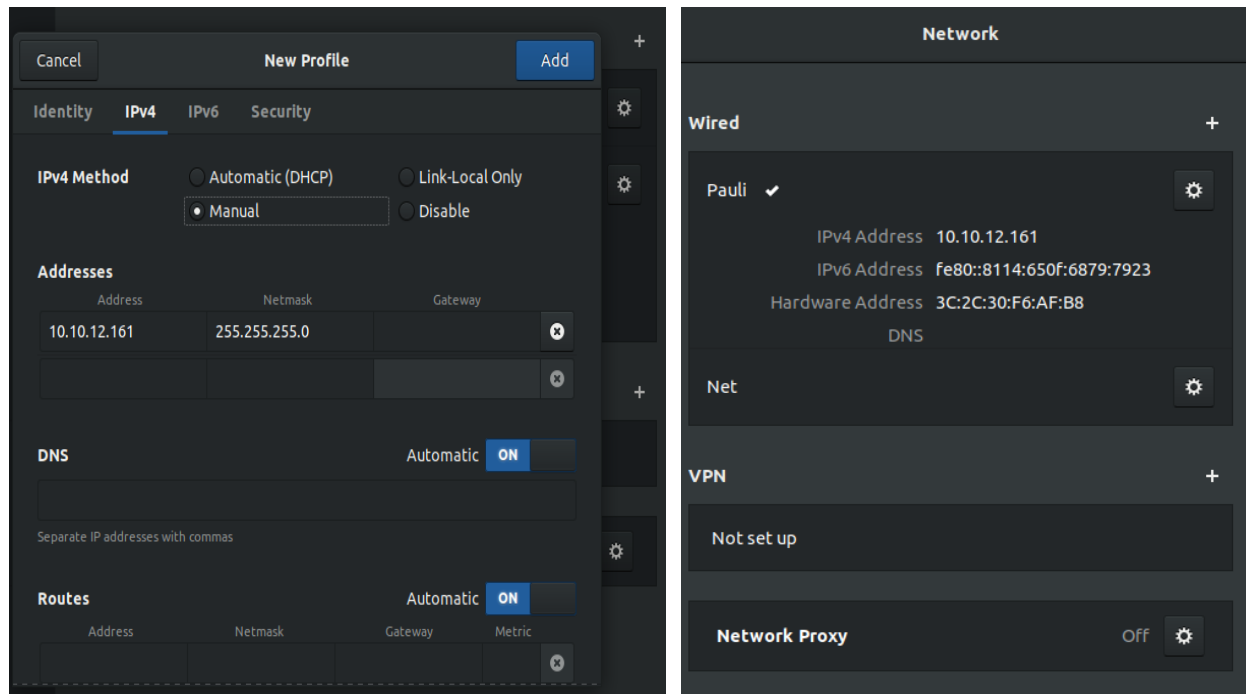 Cancel New Profile Add
Identity IPv4 IPv6 Security
IPv4 Method Automatic (DHCP) Link-Local Only
Manual Disable
Addresses
Address Netmask Gateway
10.10.12.161 255.255.255.0
DNS Automatic ON
Separate IP addresses with commas
Routes Automatic ON
Address Netmask Gateway Metric
Network
Wired +
Pauli
IPv4 Address 10.10.12.161
IPv6 Address fe80::8114:650f:6879:7923
Hardware Address 3C:2C:30:F6:AF:B8
DNS
Net
VPN +
Not set up
Network Proxy Off